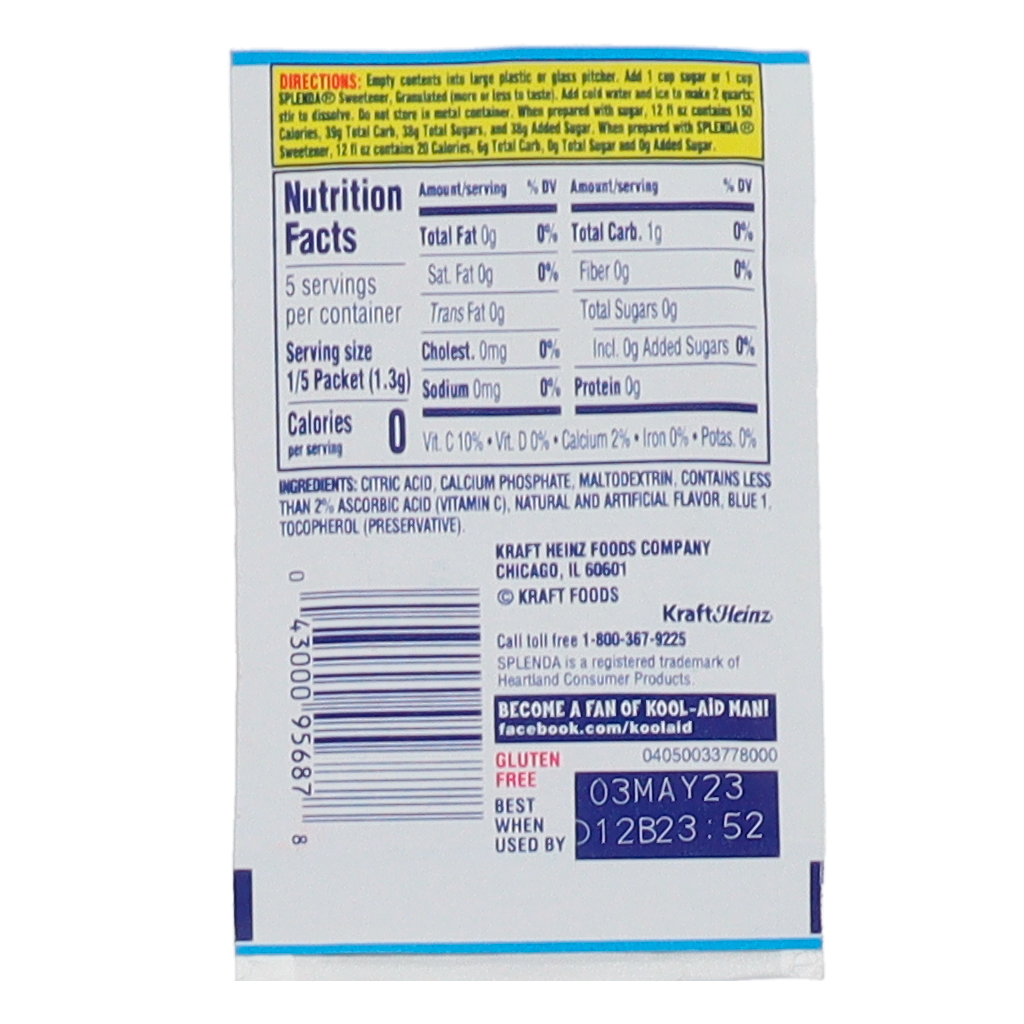 DIRECTIONS: Empty contents into large plastic or glass pitcher. Add 1 cup sugar or 1 cup
SPLENDA® Sweetener, Granulated (more or less to taste). Add cold water and ice to make 2 quarts;
stir to dissolve. Do not store in metal container. When prepared with sugar, 12 fl oz contains 150
Calories, 39g Total Carb, 38g Total Sugars, and 38g Added Sugar. When prepared with SPLENDA®
Sweetener, 12 fl oz contains 20 Calories, 6g Total Carb, 0g Total Sugar and 0g Added Sugar.
Nutrition
Facts
5 servings
per container
Serving size
1/5 Packet (1.3g)
Calories 0
per serving
Amount/serving % DV
Total Fat 0g 0%
Sat. Fat 0g 0%
Trans Fat 0g
Cholest. 0mg 0%
Sodium 0mg 0%
Amount/serving % DV
Total Carb. 1g 0%
Fiber 0g 0%
Total Sugars 0g
Incl. 0g Added Sugars 0%
Protein 0g
Vit. C 10% • Vit. D 0% • Calcium 2% • Iron 0% • Potas. 0%
INGREDIENTS: CITRIC ACID, CALCIUM PHOSPHATE, MALTODEXTRIN, CONTAINS LESS
THAN 2% ASCORBIC ACID (VITAMIN C), NATURAL AND ARTIFICIAL FLAVOR, BLUE 1,
TOCOPHEROL (PRESERVATIVE).
0 43000 95687 8
KRAFT HEINZ FOODS COMPANY
CHICAGO, IL 60601
© KRAFT FOODS
KraftHeinz
Call toll free 1-800-367-9225
SPLENDA is a registered trademark of
Heartland Consumer Products.
BECOME A FAN OF KOOL-AID MAN!
facebook.com/koolaid
04050033778000
GLUTEN
FREE
BEST
WHEN
USED BY
03MAY23
D12B23:52